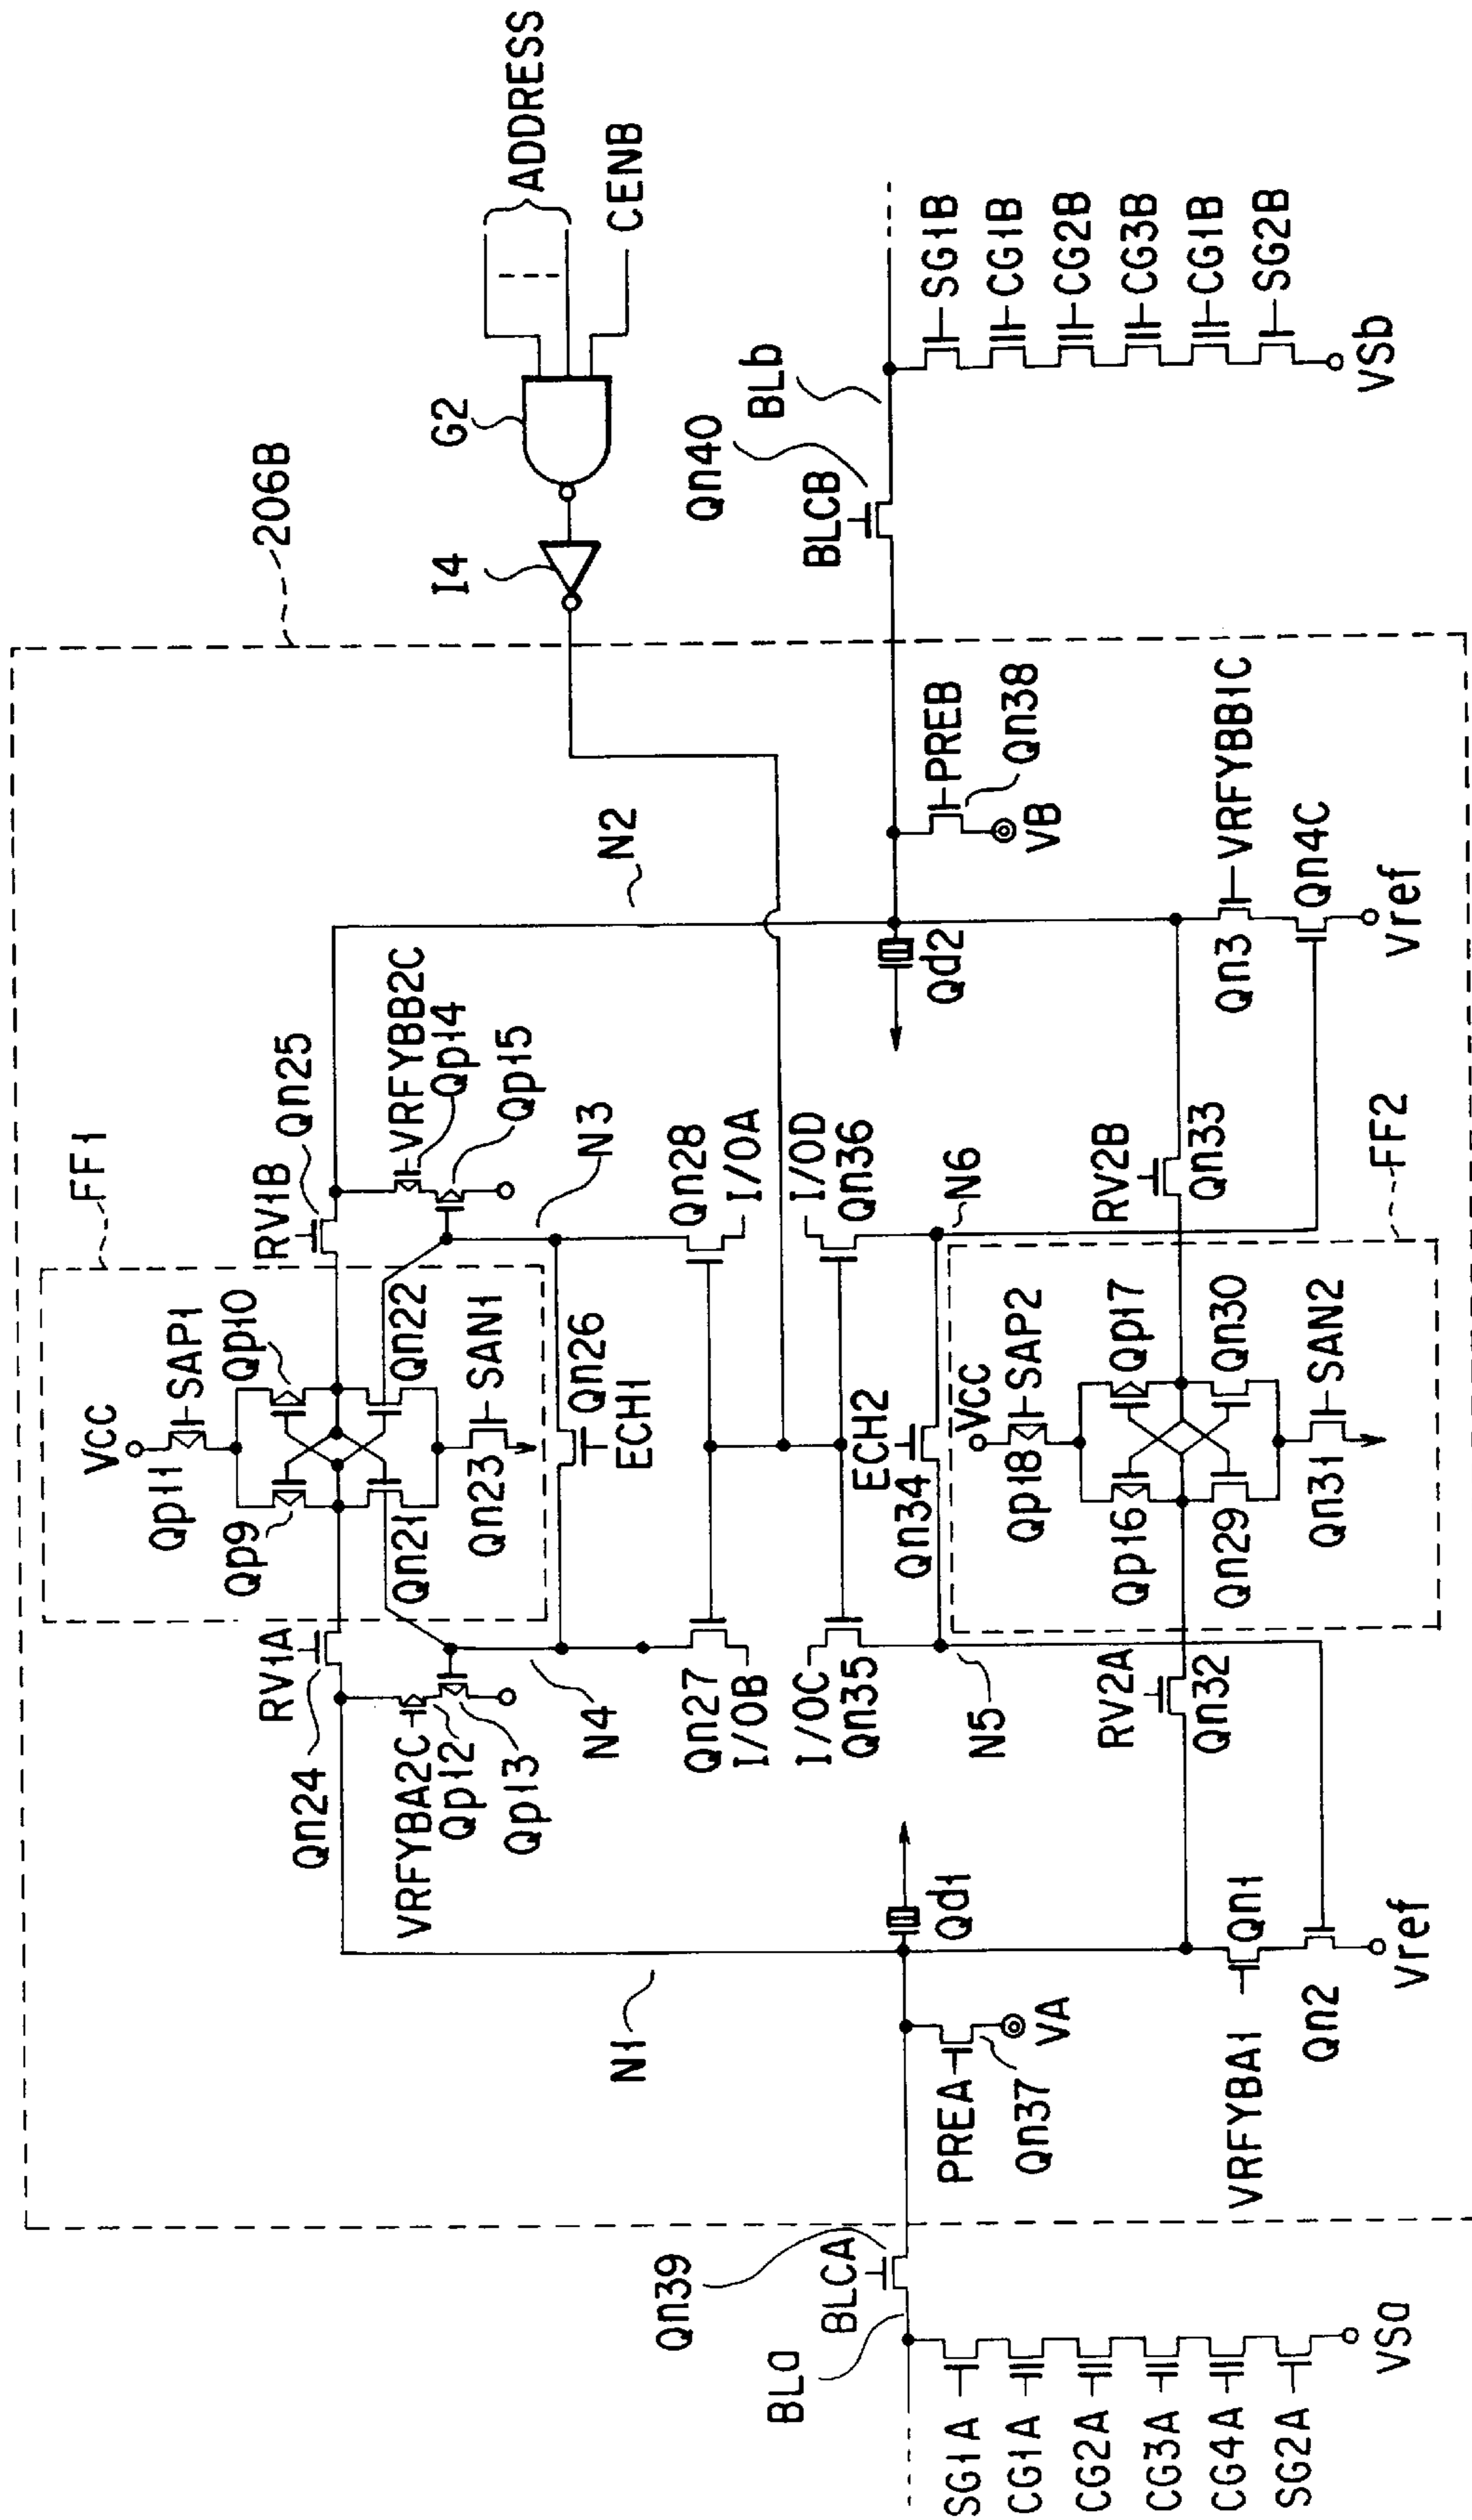 206B
ADDRESS
CENB
G2
I4
FF1
VCC
Qp11
SAP1
Qp9
Qp10
RV1A
Qn24
RV1B
Qn25
Qn21
Qn22
Qn23
SAN1
VRFYBA2C
Qp12
Qp13
VRFYBB2C
Qp14
Qp15
Qn26
ECH1
N1
N2
N3
N4
Qn27
I/OB
Qn28
I/OA
I/OC
Qn35
I/OD
Qn36
ECH2
Qn34
N5
N6
FF2
VCC
Qp18
SAP2
Qp16
Qp17
Qn29
Qn30
Qn31
SAN2
RV2A
Qn32
RV2B
Qn33
Qd1
Qd2
PREA
Qn37
VA
PREB
Qn38
VB
VRFYBA1
Qn1
Qn2
Vref
VRFYBB1C
Qn3
Qn4C
Vref
Qn39
BLCA
BLa
Qn40
BLCB
BLb
SG1A
CG1A
CG2A
CG3A
CG4A
SG2A
VSa
SG1B
CG1B
CG2B
CG3B
CG1B
SG2B
VSb